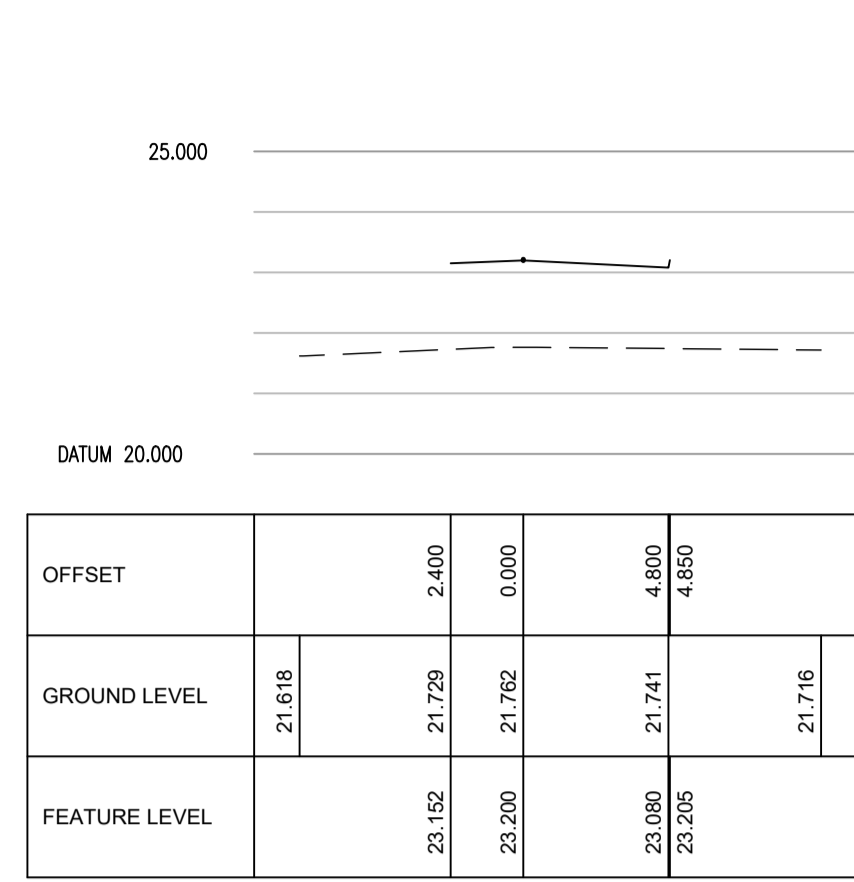 25.000
DATUM 20.000
OFFSET 2.400 0.000 4.800 4.850
GROUND LEVEL 21.618 21.729 21.762 21.741 21.716
FEATURE LEVEL 23.152 23.200 23.080 23.205